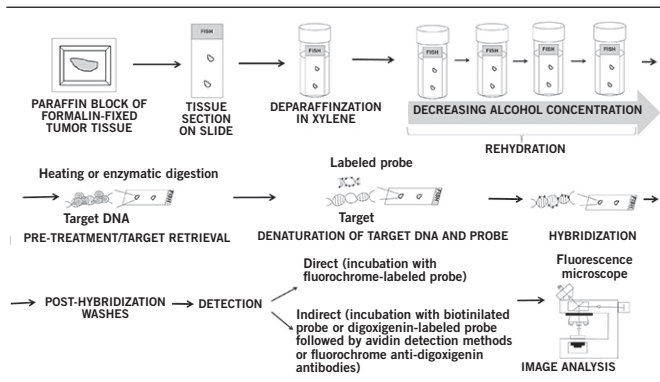 FISH
PARAFFIN BLOCK OF
FORMALIN-FIXED
TUMOR TISSUE
TISSUE
SECTION
ON SLIDE
FISH
DEPARAFFINZATION
IN XYLENE
FISH
FISH
FISH
FISH
DECREASING ALCOHOL CONCENTRATION
REHYDRATION
Heating or enzymatic digestion
FISH
Target DNA
PRE-TREATMENT/TARGET RETRIEVAL
Labeled probe
FISH
Target
DENATURATION OF TARGET DNA AND PROBE
FISH
HYBRIDIZATION
POST-HYBRIDIZATION
WASHES
DETECTION
Direct (incubation with
fluorochrome-labeled probe)
Indirect (incubation with biotinilated
probe or digoxigenin-labeled probe
followed by avidin detection methods
or fluorochrome anti-digoxigenin
antibodies)
Fluorescence
microscope
IMAGE ANALYSIS